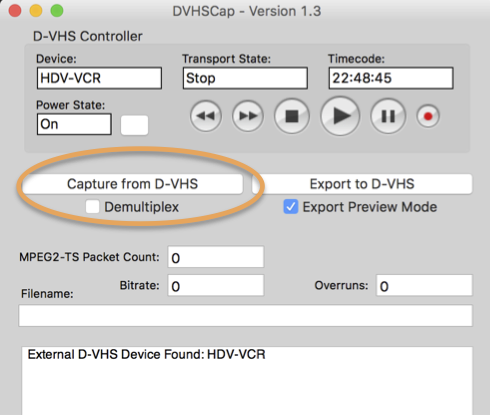 DVHSCap - Version 1.3
D-VHS Controller
Device: Transport State: Timecode:
HDV-VCR Stop 22:48:45
Power State:
On
Capture from D-VHS Export to D-VHS
Demultiplex Export Preview Mode
MPEG2-TS Packet Count: 0
Bitrate: 0 Overruns: 0
Filename:
External D-VHS Device Found: HDV-VCR